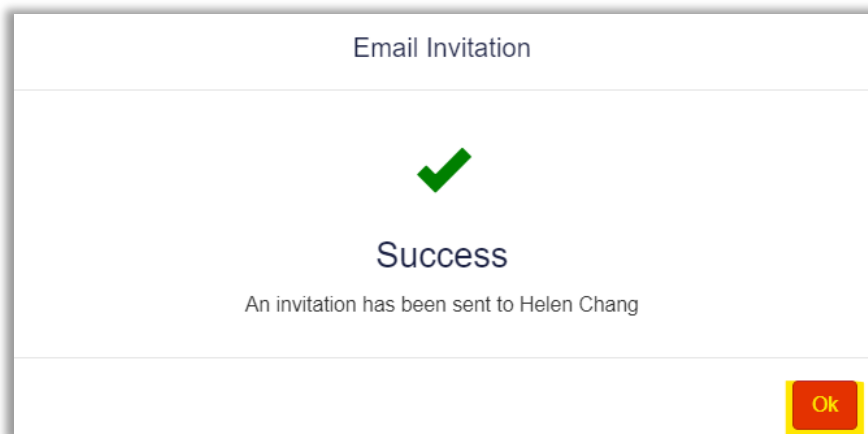 Email Invitation
Success
An invitation has been sent to Helen Chang
Ok